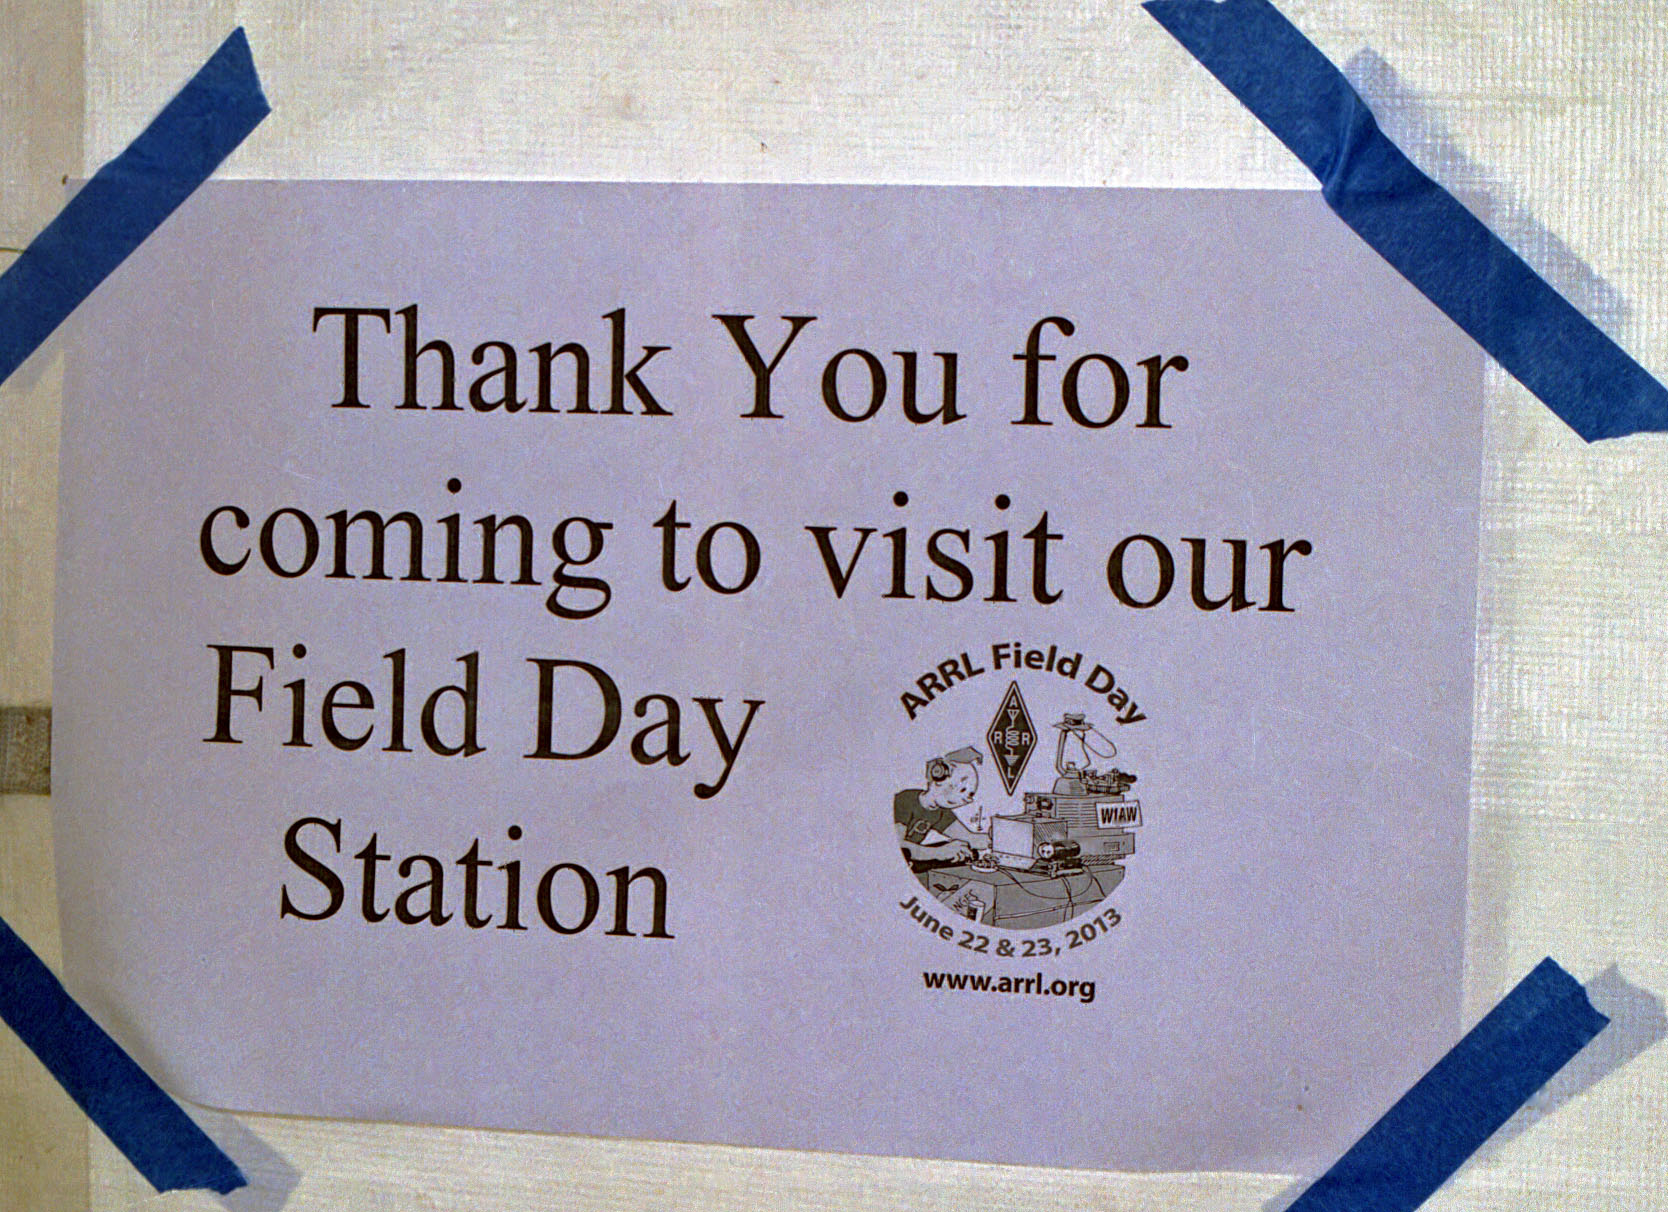 Thank You for
coming to visit our
Field Day
Station
ARRL Field Day
A
R R
L
W1AW
June 22 & 23, 2013
www.arrl.org